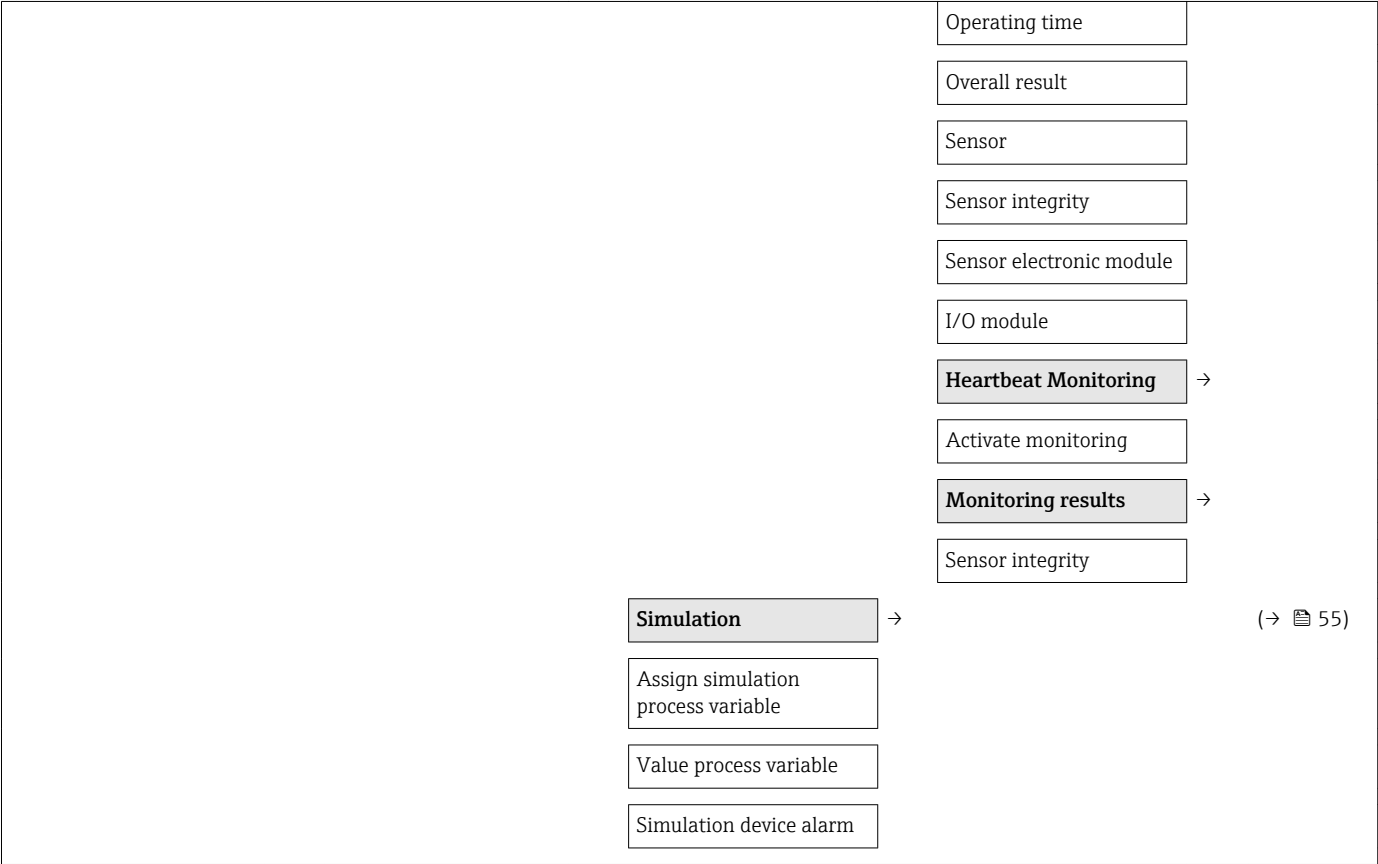 Operating time
Overall result
Sensor
Sensor integrity
Sensor electronic module
I/O module
Heartbeat Monitoring →
Activate monitoring
Monitoring results →
Sensor integrity
Simulation → (→ 55)
Assign simulation
process variable
Value process variable
Simulation device alarm